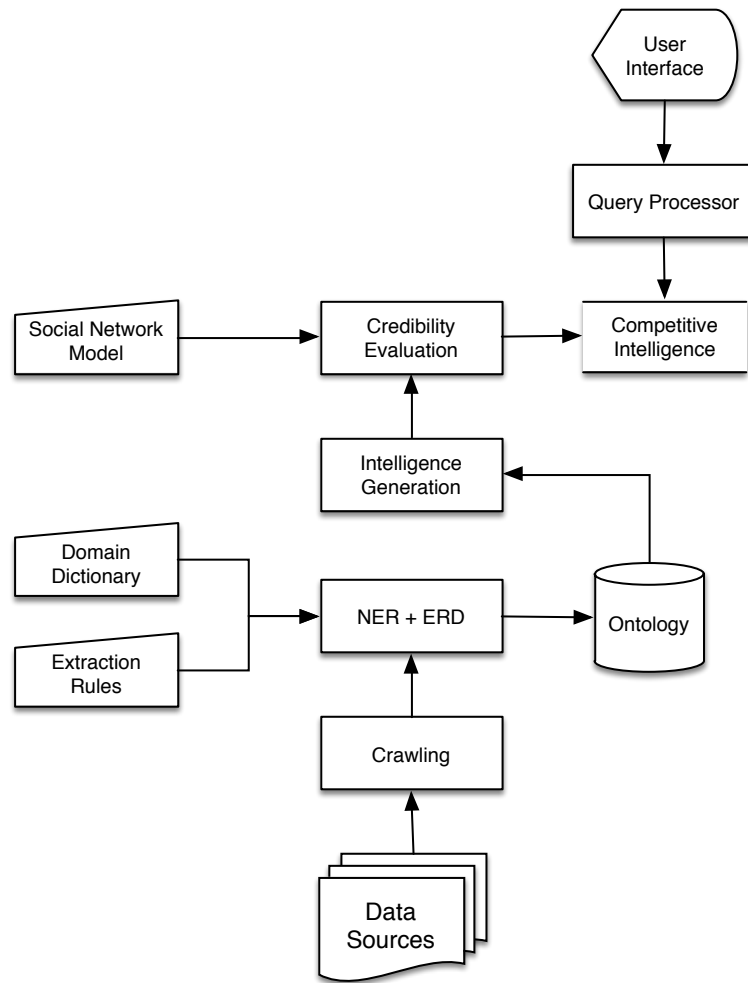 User
Interface
Query Processor
Social Network
Model
Credibility
Evaluation
Competitive
Intelligence
Intelligence
Generation
Domain
Dictionary
NER + ERD
Ontology
Extraction
Rules
Crawling
Data
Sources